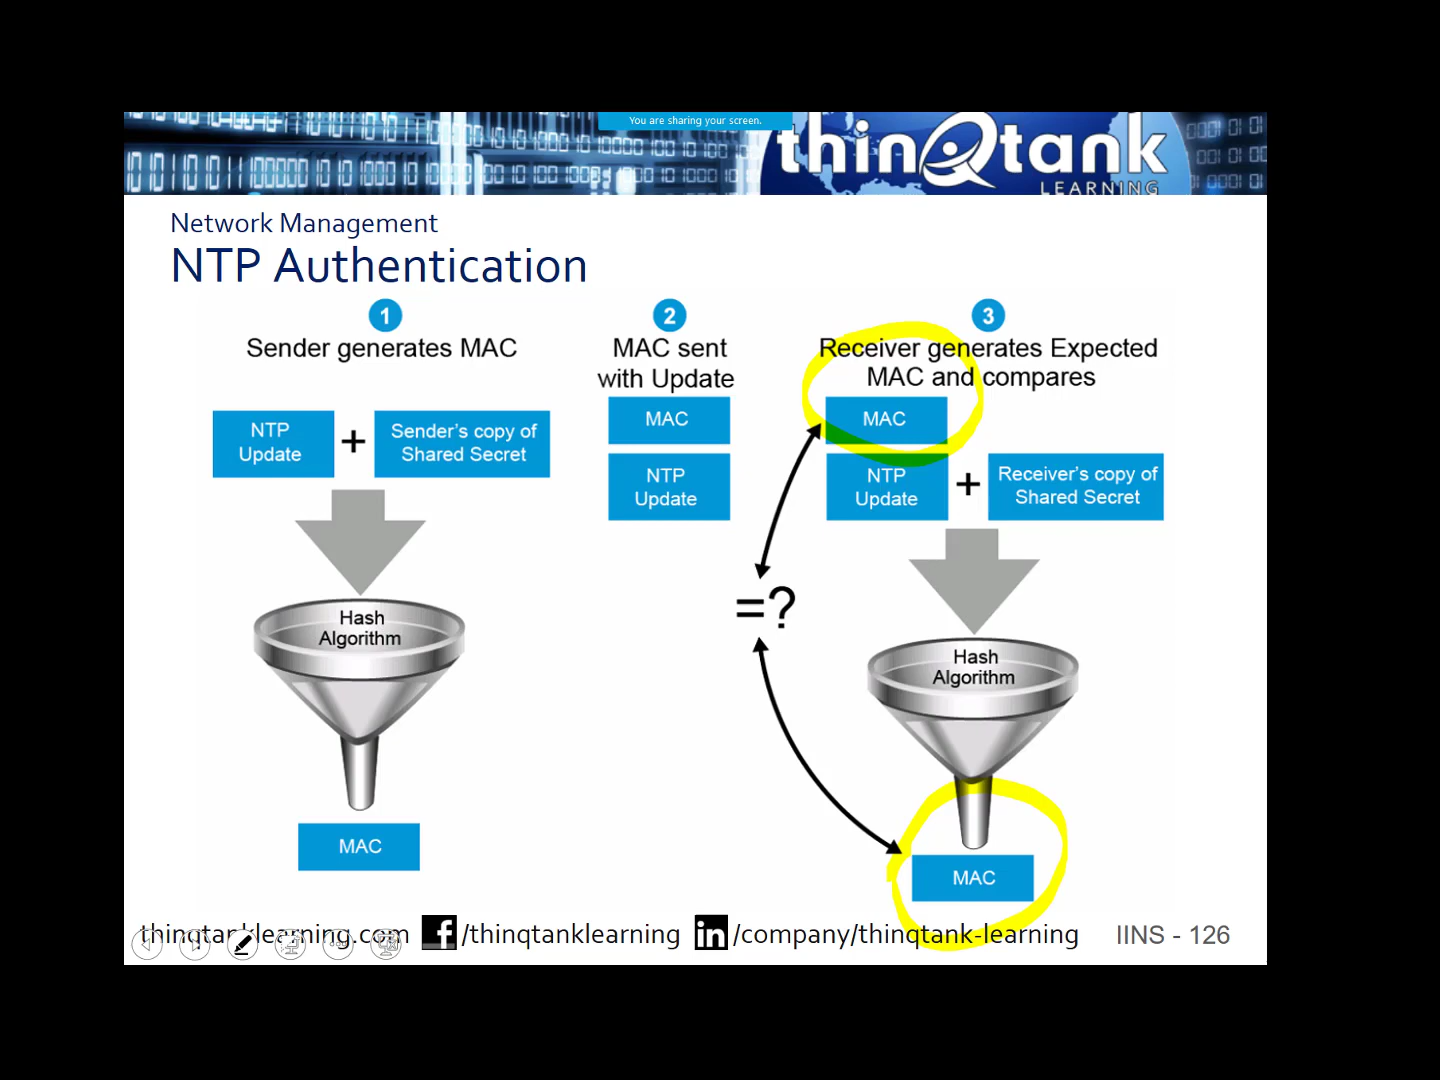 You are sharing your screen.
thinQtank
LEARNING
Network Management
NTP Authentication
1
Sender generates MAC
NTP
Update
+
Sender's copy of
Shared Secret
Hash
Algorithm
MAC
2
MAC sent
with Update
MAC
NTP
Update
3
Receiver generates Expected
MAC and compares
MAC
NTP
Update
+
Receiver's copy of
Shared Secret
=?
Hash
Algorithm
MAC
thinqtanklearning.com
f /thinqtanklearning
in /company/thinqtank-learning
IINS - 126